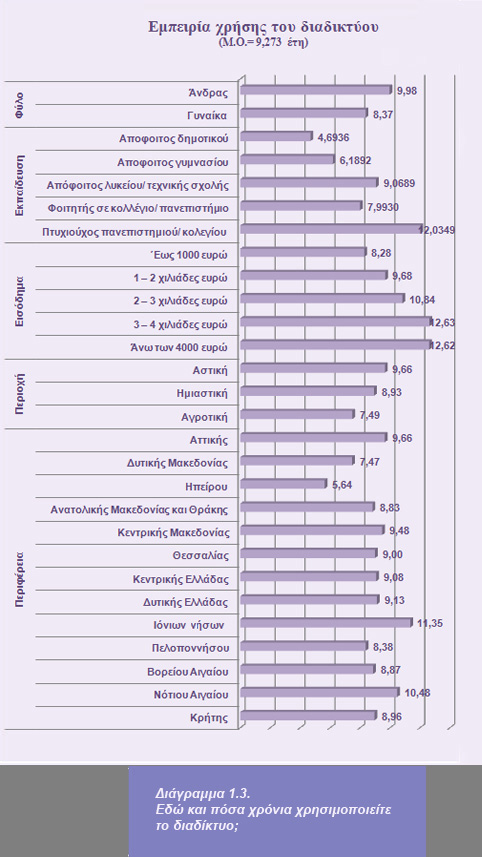 Εμπειρία χρήσης του διαδικτύου
(Μ.Ο.= 9,273 έτη)
Φύλο
Άνδρας 9,98
Γυναίκα 8,37
Εκπαίδευση
Αποφοιτος δημοτικού 4,6936
Αποφοιτος γυμνασίου 6,1892
Απόφοιτος Λυκείου/ τεχνικής σχολής 9,0689
Φοιτητής σε κολλέγιο/ πανεπιστήμιο 7,9930
Πτυχιούχος πανεπιστημιού/ κολεγίου 2,0349
Εισόδημα
Έως 1000 ευρώ 8,28
1 – 2 χιλιάδες ευρώ 9,68
2 – 3 χιλιάδες ευρώ 10,84
3 – 4 χιλιάδες ευρώ 12,63
Άνω των 4000 ευρώ 12,62
Περιοχή
Αστική 9,66
Ημιαστική 8,93
Αγροτική 7,49
Περιφέρεια
Αττικής 9,66
Δυτικής Μακεδονίας 7,47
Ηπείρου 5,64
Ανατολικής Μακεδονίας και Θράκης 8,83
Κεντρικής Μακεδονίας 9,48
Θεσσαλίας 9,00
Κεντρικής Ελλάδας 9,08
Δυτικής Ελλάδας 9,13
Ιόνιων νήσων 11,35
Πελοποννήσου 8,38
Βορείου Αιγαίου 8,87
Νότιου Αιγαίου 10,48
Κρήτης 8,96
Διάγραμμα 1.3.
Εδώ και πόσα χρόνια χρησιμοποιείτε
το διαδίκτυο;